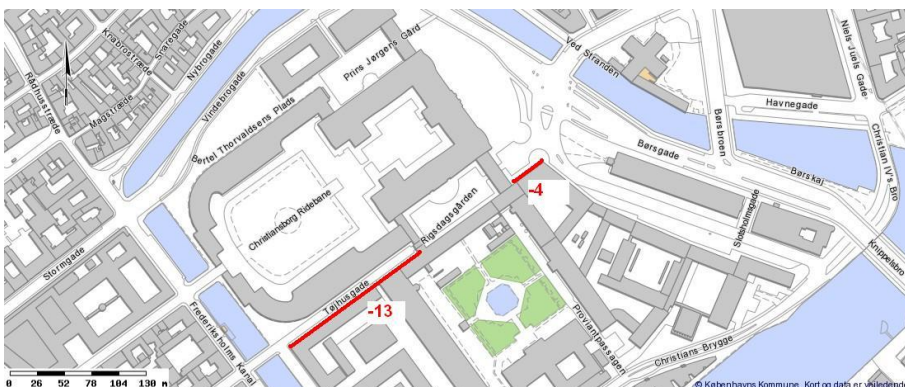 Knabrostræde
Snaregade
Nybrogade
Rådhusstræde
Magstræde
Vindebrogade
Bertel Thorvaldsens Plads
Prins Jørgens Gård
Ved Stranden
Niels Juels Gade
Havnegade
Børsbroen
Christian IV's Bro
Børsgade
Børskaj
-4
Slotsholmsgade
Knippelsbro
Christiansborg Ridebane
Rigsdagsgården
Stormgade
Tøjhusgade
-13
Frederiksholms Kanal
Proviantpassagen
Christians Brygge
0 26 52 78 104 130 m
© Københavns Kommune. Kort og data er vejledende